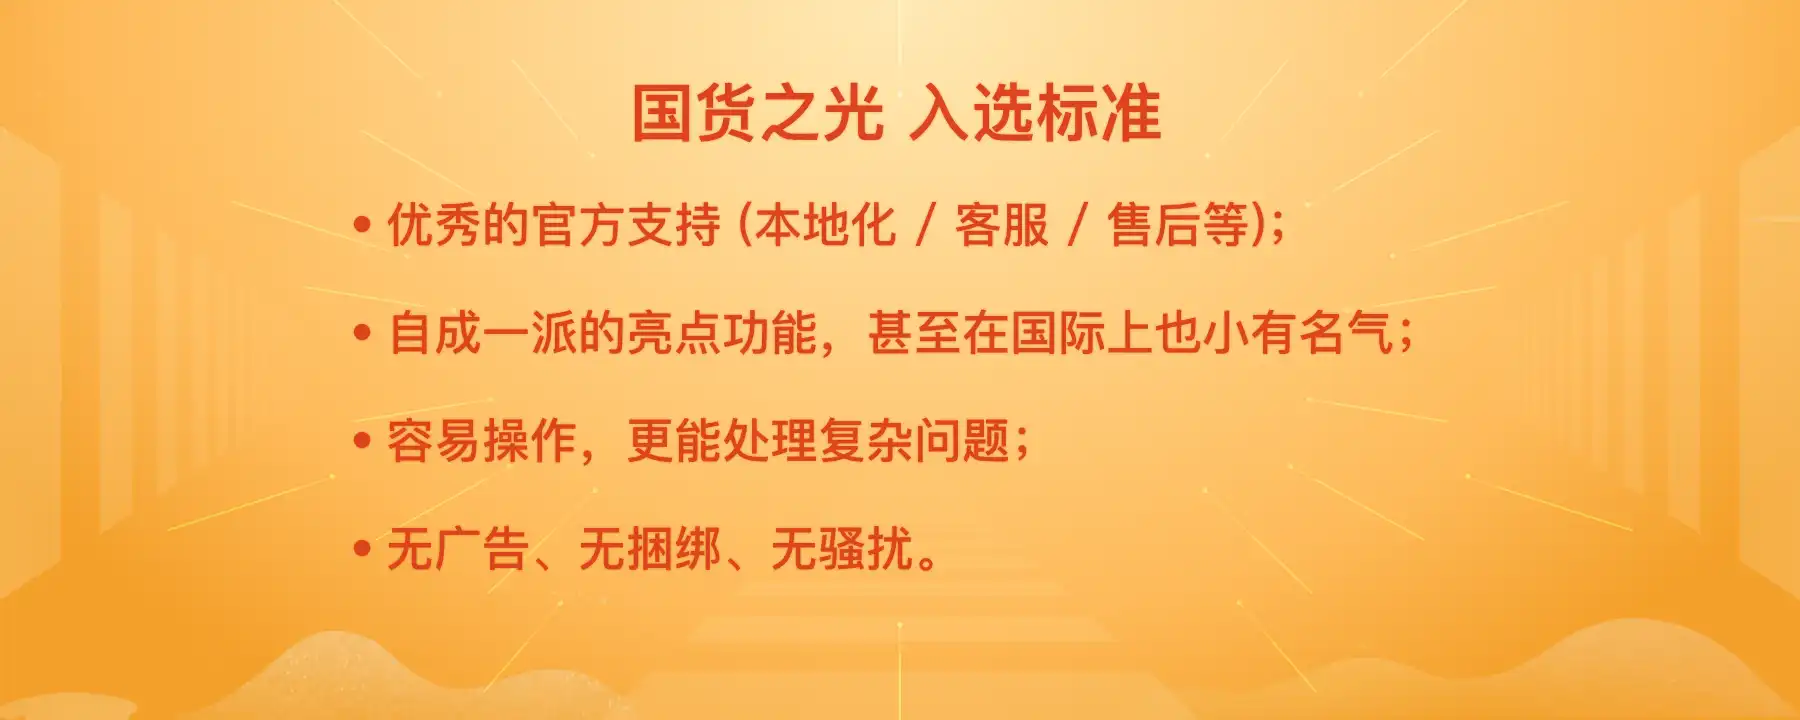 国货之光 入选标准
• 优秀的官方支持 (本地化 / 客服 / 售后等);
• 自成一派的亮点功能，甚至在国际上也小有名气；
• 容易操作，更能处理复杂问题；
• 无广告、无捆绑、无骚扰。